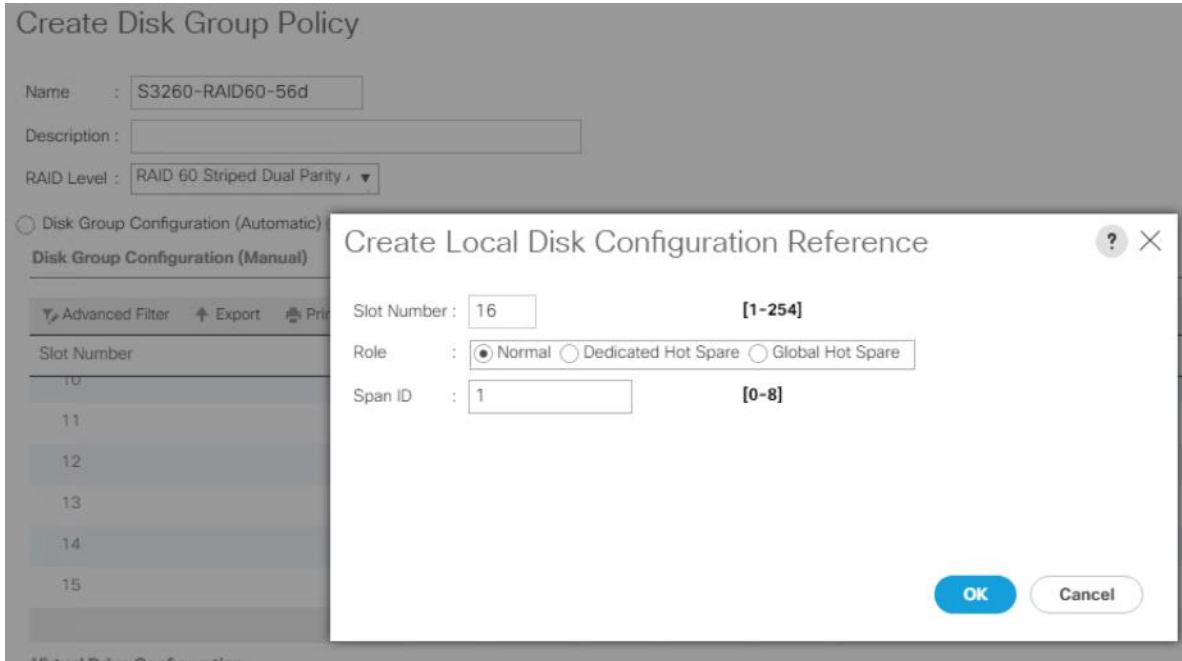 Create Disk Group Policy
Name : S3260-RAID60-56d
Description :
RAID Level : RAID 60 Striped Dual Parity
Disk Group Configuration (Automatic)
Disk Group Configuration (Manual)
Advanced Filter Export Prin
Slot Number
10
11
12
13
14
15
Create Local Disk Configuration Reference ?
Slot Number : 16 [1-254]
Role : Normal Dedicated Hot Spare Global Hot Spare
Span ID : 1 [0-8]
OK Cancel